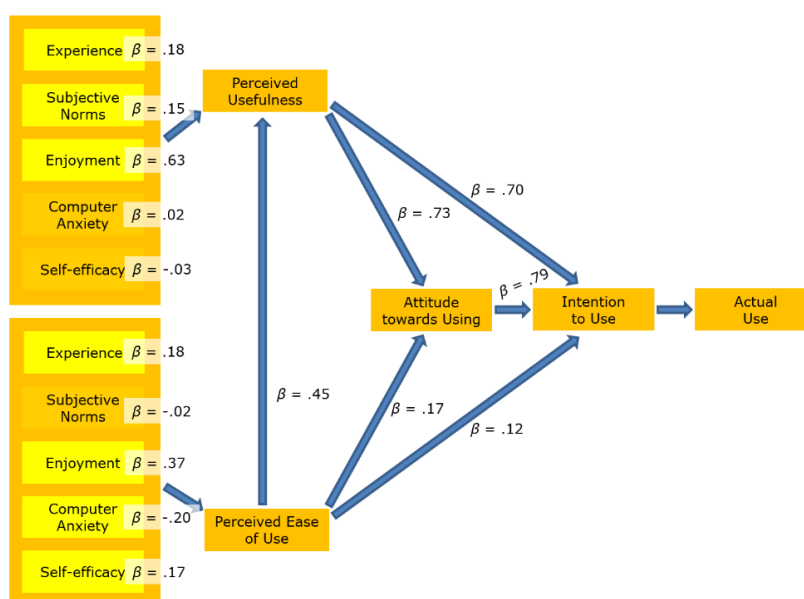 Experience β = .18
Subjective
Norms β = .15
Enjoyment β = .63
Computer
Anxiety β = .02
Self-efficacy β = -.03
Perceived
Usefulness
β = .70
β = .73
β = .79
Attitude
towards Using
Intention
to Use
Actual
Use
Experience β = .18
Subjective
Norms β = -.02
Enjoyment β = .37
Computer
Anxiety β = -.20
Self-efficacy β = .17
β = .45
β = .17
β = .12
Perceived Ease
of Use